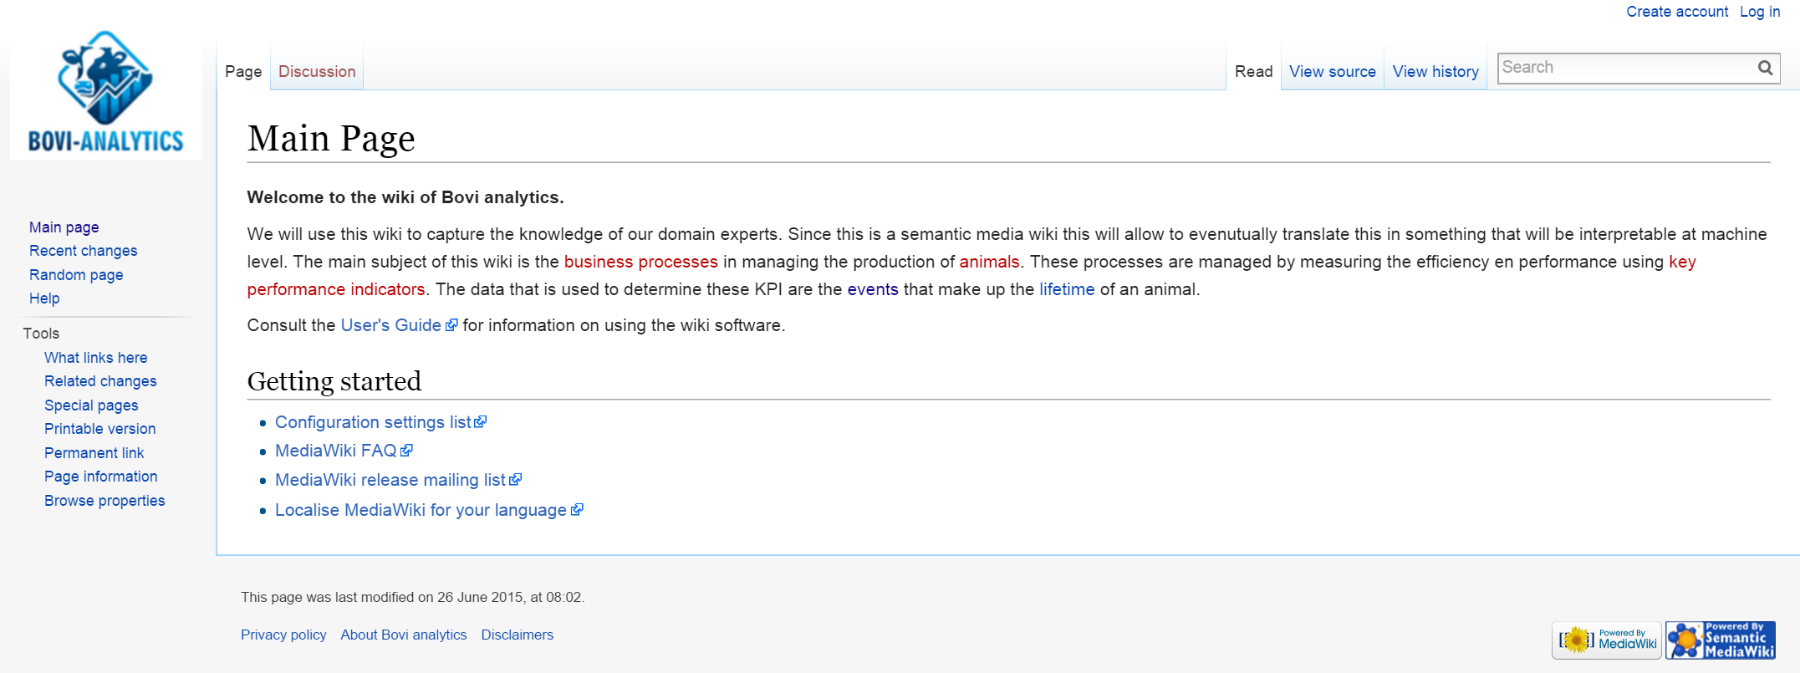 Create account Log in
BOVI-ANALYTICS
Page Discussion Read View source View history Search
Main Page
Welcome to the wiki of Bovi analytics.
We will use this wiki to capture the knowledge of our domain experts. Since this is a semantic media wiki this will allow to evenutually translate this in something that will be interpretable at machine
level. The main subject of this wiki is the business processes in managing the production of animals. These processes are managed by measuring the efficiency en performance using key
performance indicators. The data that is used to determine these KPI are the events that make up the lifetime of an animal.
Consult the User's Guide for information on using the wiki software.
Getting started
Configuration settings list
MediaWiki FAQ
MediaWiki release mailing list
Localise MediaWiki for your language
Main page
Recent changes
Random page
Help
Tools
What links here
Related changes
Special pages
Printable version
Permanent link
Page information
Browse properties
This page was last modified on 26 June 2015, at 08:02.
Privacy policy About Bovi analytics Disclaimers
Powered By
MediaWiki
Powered By
Semantic
MediaWiki